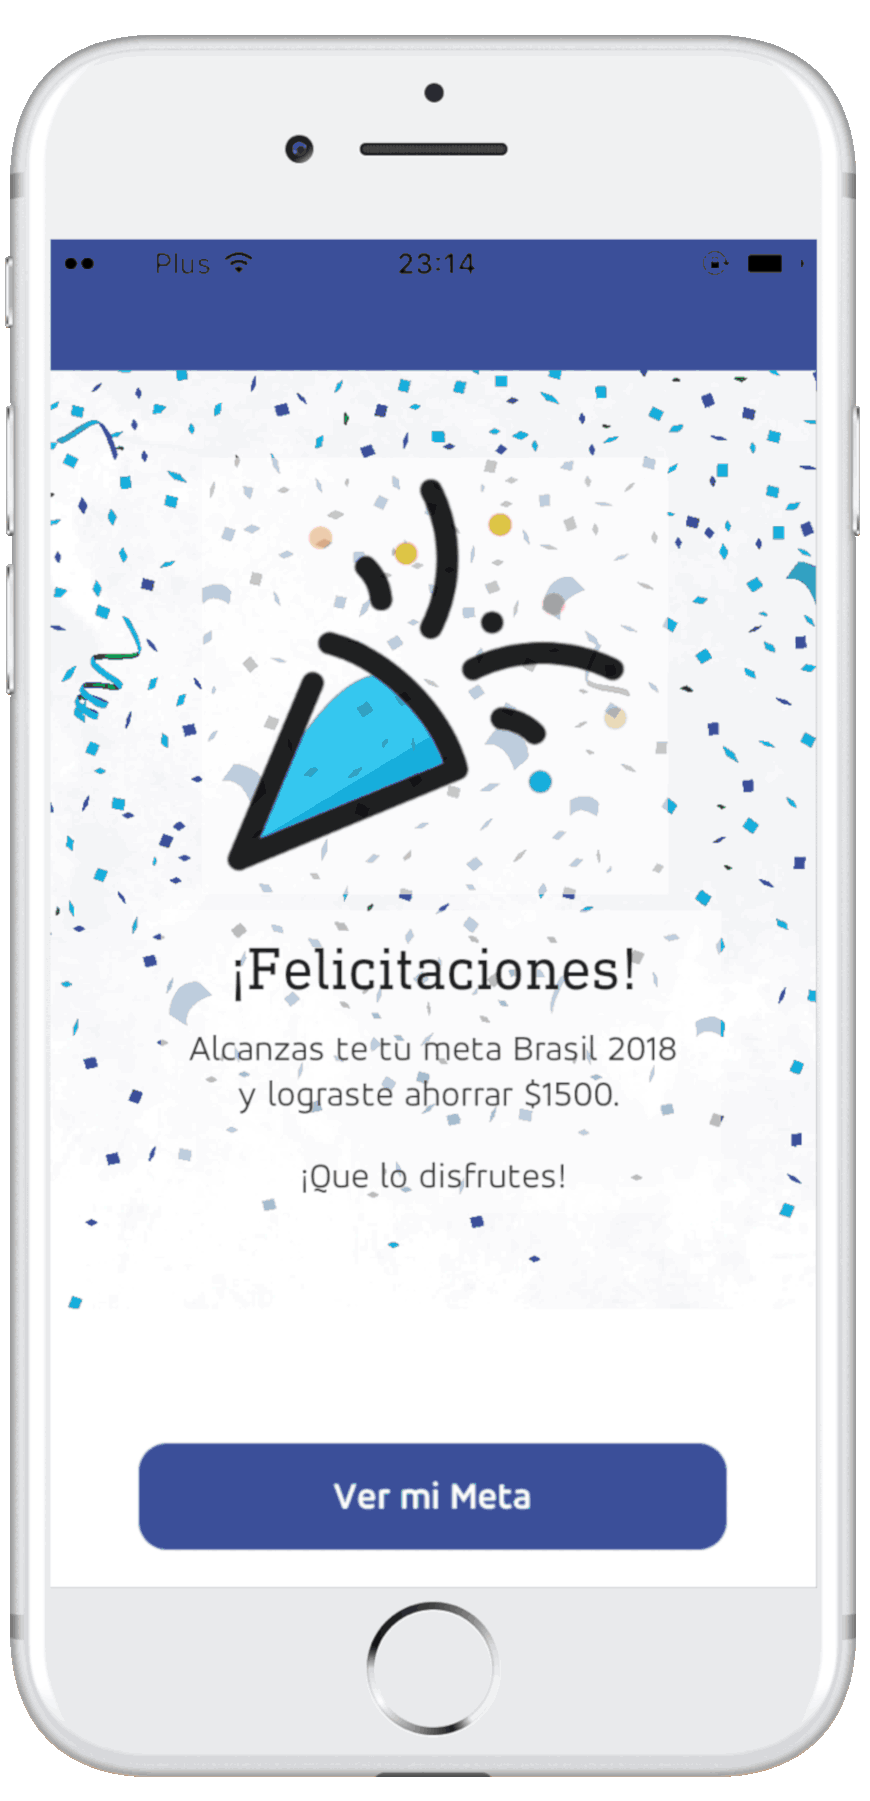 Plus 23:14
¡Felicitaciones!
Alcanzas te tu meta Brasil 2018
y lograste ahorrar $1500.
¡Que lo disfrutes!
Ver mi Meta